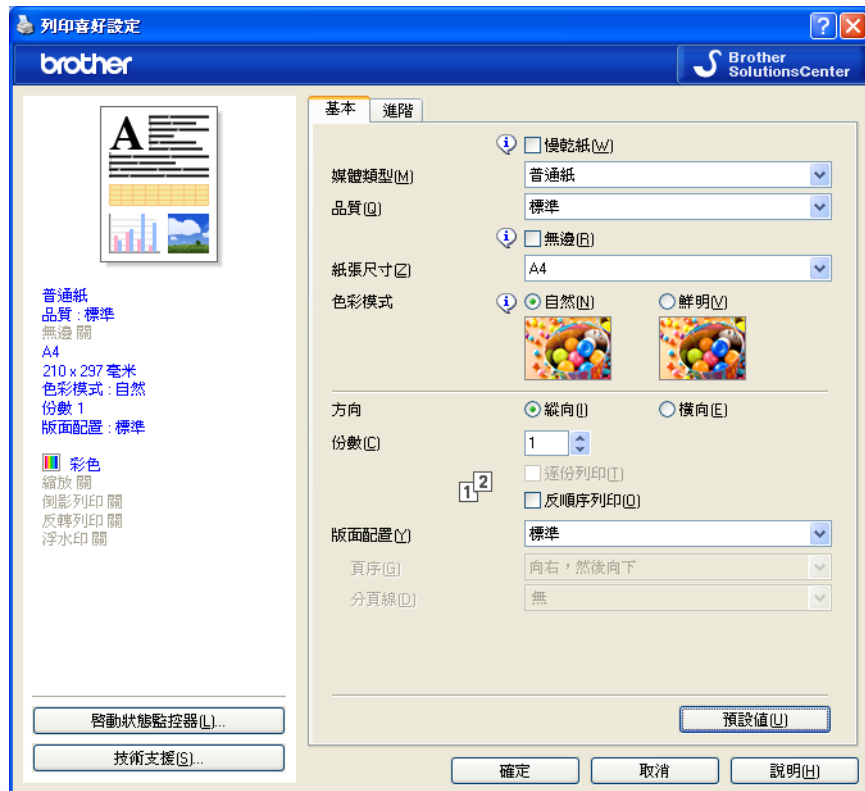 列印喜好設定
brother
Brother
SolutionsCenter
A
普通紙
品質 : 標準
無邊 關
A4
210 x 297 毫米
色彩模式 : 自然
份數 1
版面配置 : 標準
彩色
縮放 關
倒影列印 關
反轉列印 關
浮水印 關
啓動狀態監控器(L)...
技術支援(S)...
基本
進階
慢乾紙(W)
媒體類型(M) 普通紙
品質(Q) 標準
無邊(R)
紙張尺寸(Z) A4
色彩模式 自然(N) 鮮明(V)
方向 縱向(I) 橫向(E)
份數(C) 1
逐份列印(T)
1 2
反順序列印(O)
版面配置(Y) 標準
頁序(G) 向右，然後向下
分頁線(D) 無
預設值(U)
確定 取消 說明(H)